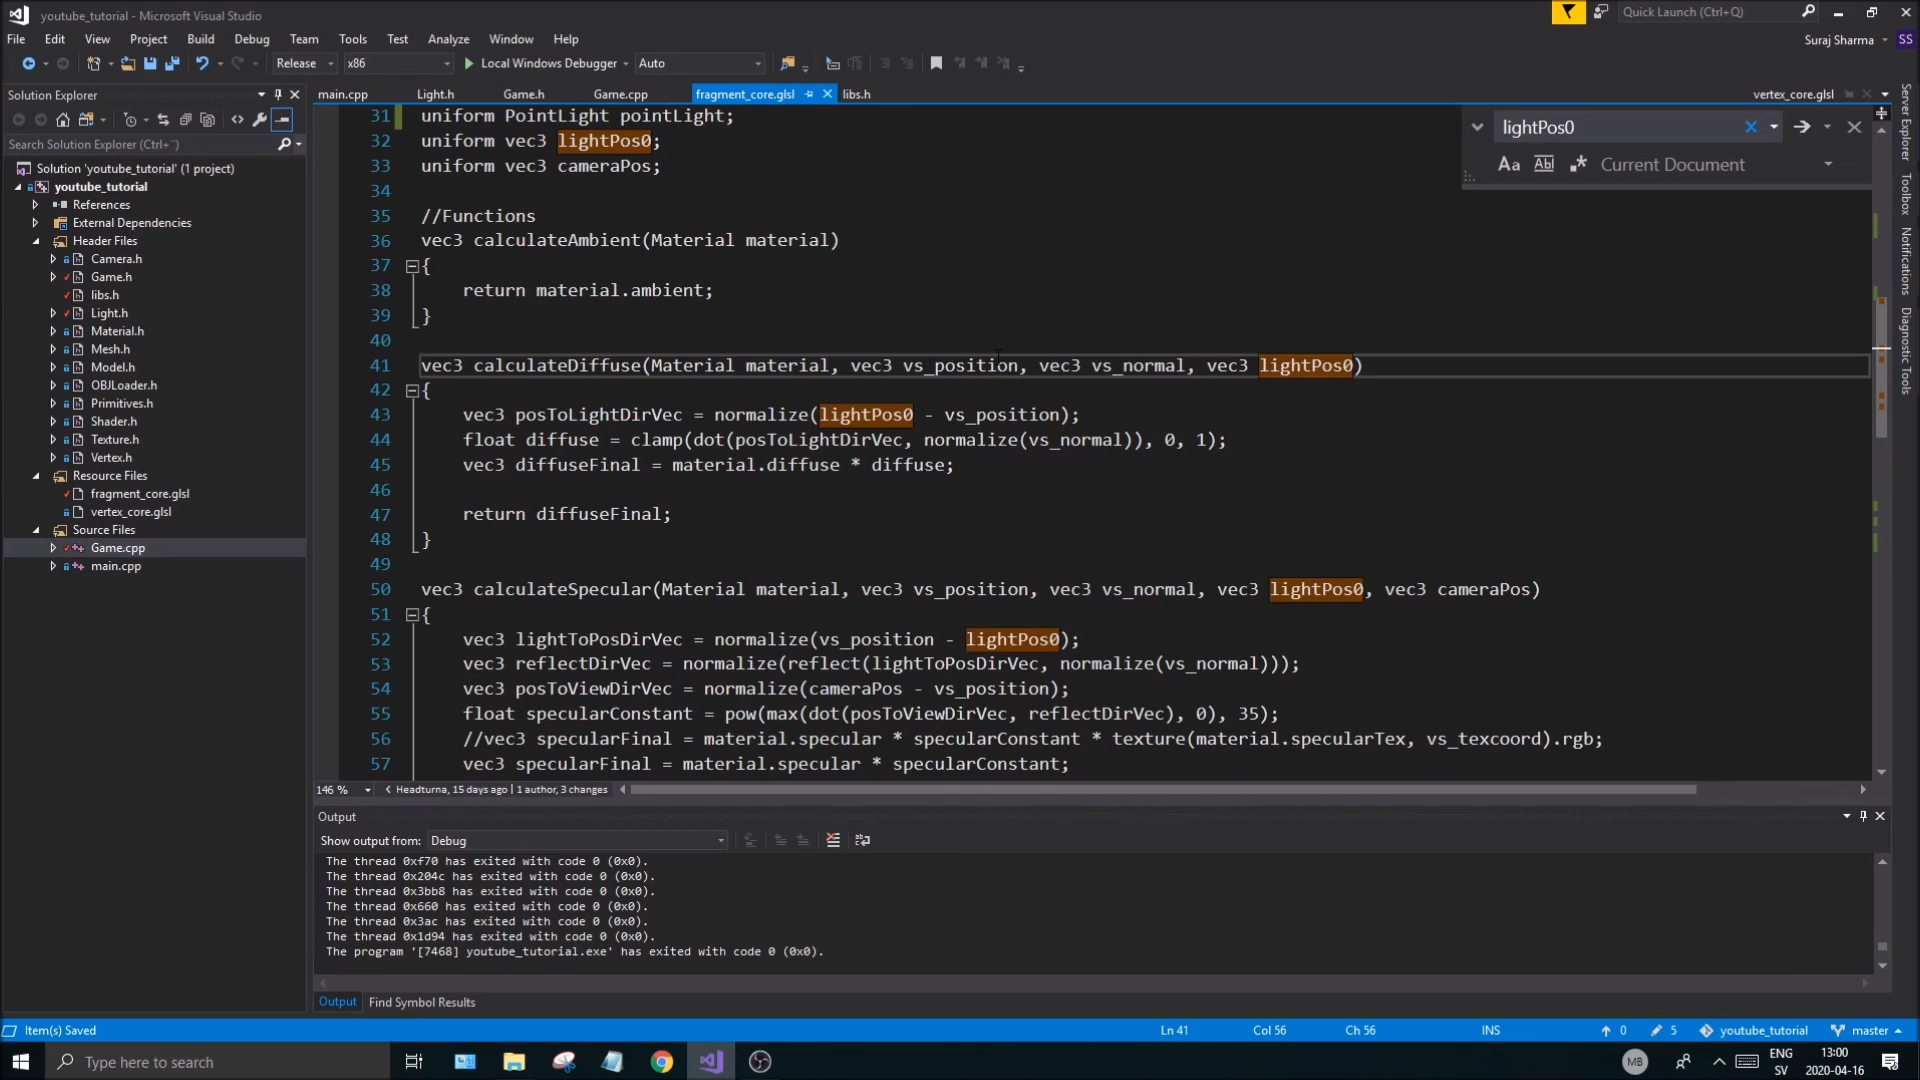 youtube_tutorial - Microsoft Visual Studio
Quick Launch (Ctrl+Q)
File Edit View Project Build Debug Team Tools Test Analyze Window Help
Suraj Sharma SS
Release x86 Local Windows Debugger Auto
Solution Explorer
Search Solution Explorer (Ctrl+¨)
Solution 'youtube_tutorial' (1 project)
youtube_tutorial
References
External Dependencies
Header Files
Camera.h
Game.h
libs.h
Light.h
Material.h
Mesh.h
Model.h
OBJLoader.h
Primitives.h
Shader.h
Texture.h
Vertex.h
Resource Files
fragment_core.glsl
vertex_core.glsl
Source Files
Game.cpp
main.cpp
main.cpp Light.h Game.h Game.cpp fragment_core.glsl libs.h vertex_core.glsl
lightPos0
Aa Abl .* Current Document
31 uniform PointLight pointLight;
32 uniform vec3 lightPos0;
33 uniform vec3 cameraPos;
34
35 //Functions
36 vec3 calculateAmbient(Material material)
37 {
38 return material.ambient;
39 }
40
41 vec3 calculateDiffuse(Material material, vec3 vs_position, vec3 vs_normal, vec3 lightPos0)
42 {
43 vec3 posToLightDirVec = normalize(lightPos0 - vs_position);
44 float diffuse = clamp(dot(posToLightDirVec, normalize(vs_normal)), 0, 1);
45 vec3 diffuseFinal = material.diffuse * diffuse;
46
47 return diffuseFinal;
48 }
49
50 vec3 calculateSpecular(Material material, vec3 vs_position, vec3 vs_normal, vec3 lightPos0, vec3 cameraPos)
51 {
52 vec3 lightToPosDirVec = normalize(vs_position - lightPos0);
53 vec3 reflectDirVec = normalize(reflect(lightToPosDirVec, normalize(vs_normal)));
54 vec3 posToViewDirVec = normalize(cameraPos - vs_position);
55 float specularConstant = pow(max(dot(posToViewDirVec, reflectDirVec), 0), 35);
56 //vec3 specularFinal = material.specular * specularConstant * texture(material.specularTex, vs_texcoord).rgb;
57 vec3 specularFinal = material.specular * specularConstant;
146 % Headturna, 15 days ago | 1 author, 3 changes
Server Explorer
Toolbox
Notifications
Diagnostic Tools
Output
Show output from: Debug
The thread 0xf70 has exited with code 0 (0x0).
The thread 0x204c has exited with code 0 (0x0).
The thread 0x3bb8 has exited with code 0 (0x0).
The thread 0x660 has exited with code 0 (0x0).
The thread 0x3ac has exited with code 0 (0x0).
The thread 0x1d94 has exited with code 0 (0x0).
The program '[7468] youtube_tutorial.exe' has exited with code 0 (0x0).
Output Find Symbol Results
Item(s) Saved Ln 41 Col 56 Ch 56 INS 0 5 youtube_tutorial master
Type here to search
MB
ENG
SV
13:00
2020-04-16